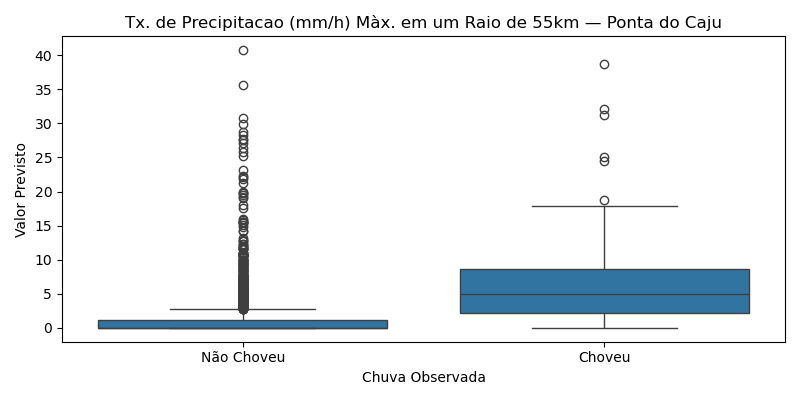 Tx. de Precipitacao (mm/h) Màx. em um Raio de 55km — Ponta do Caju
40
35
30
25
20
15
10
5
0
Valor Previsto
Não Choveu
Choveu
Chuva Observada